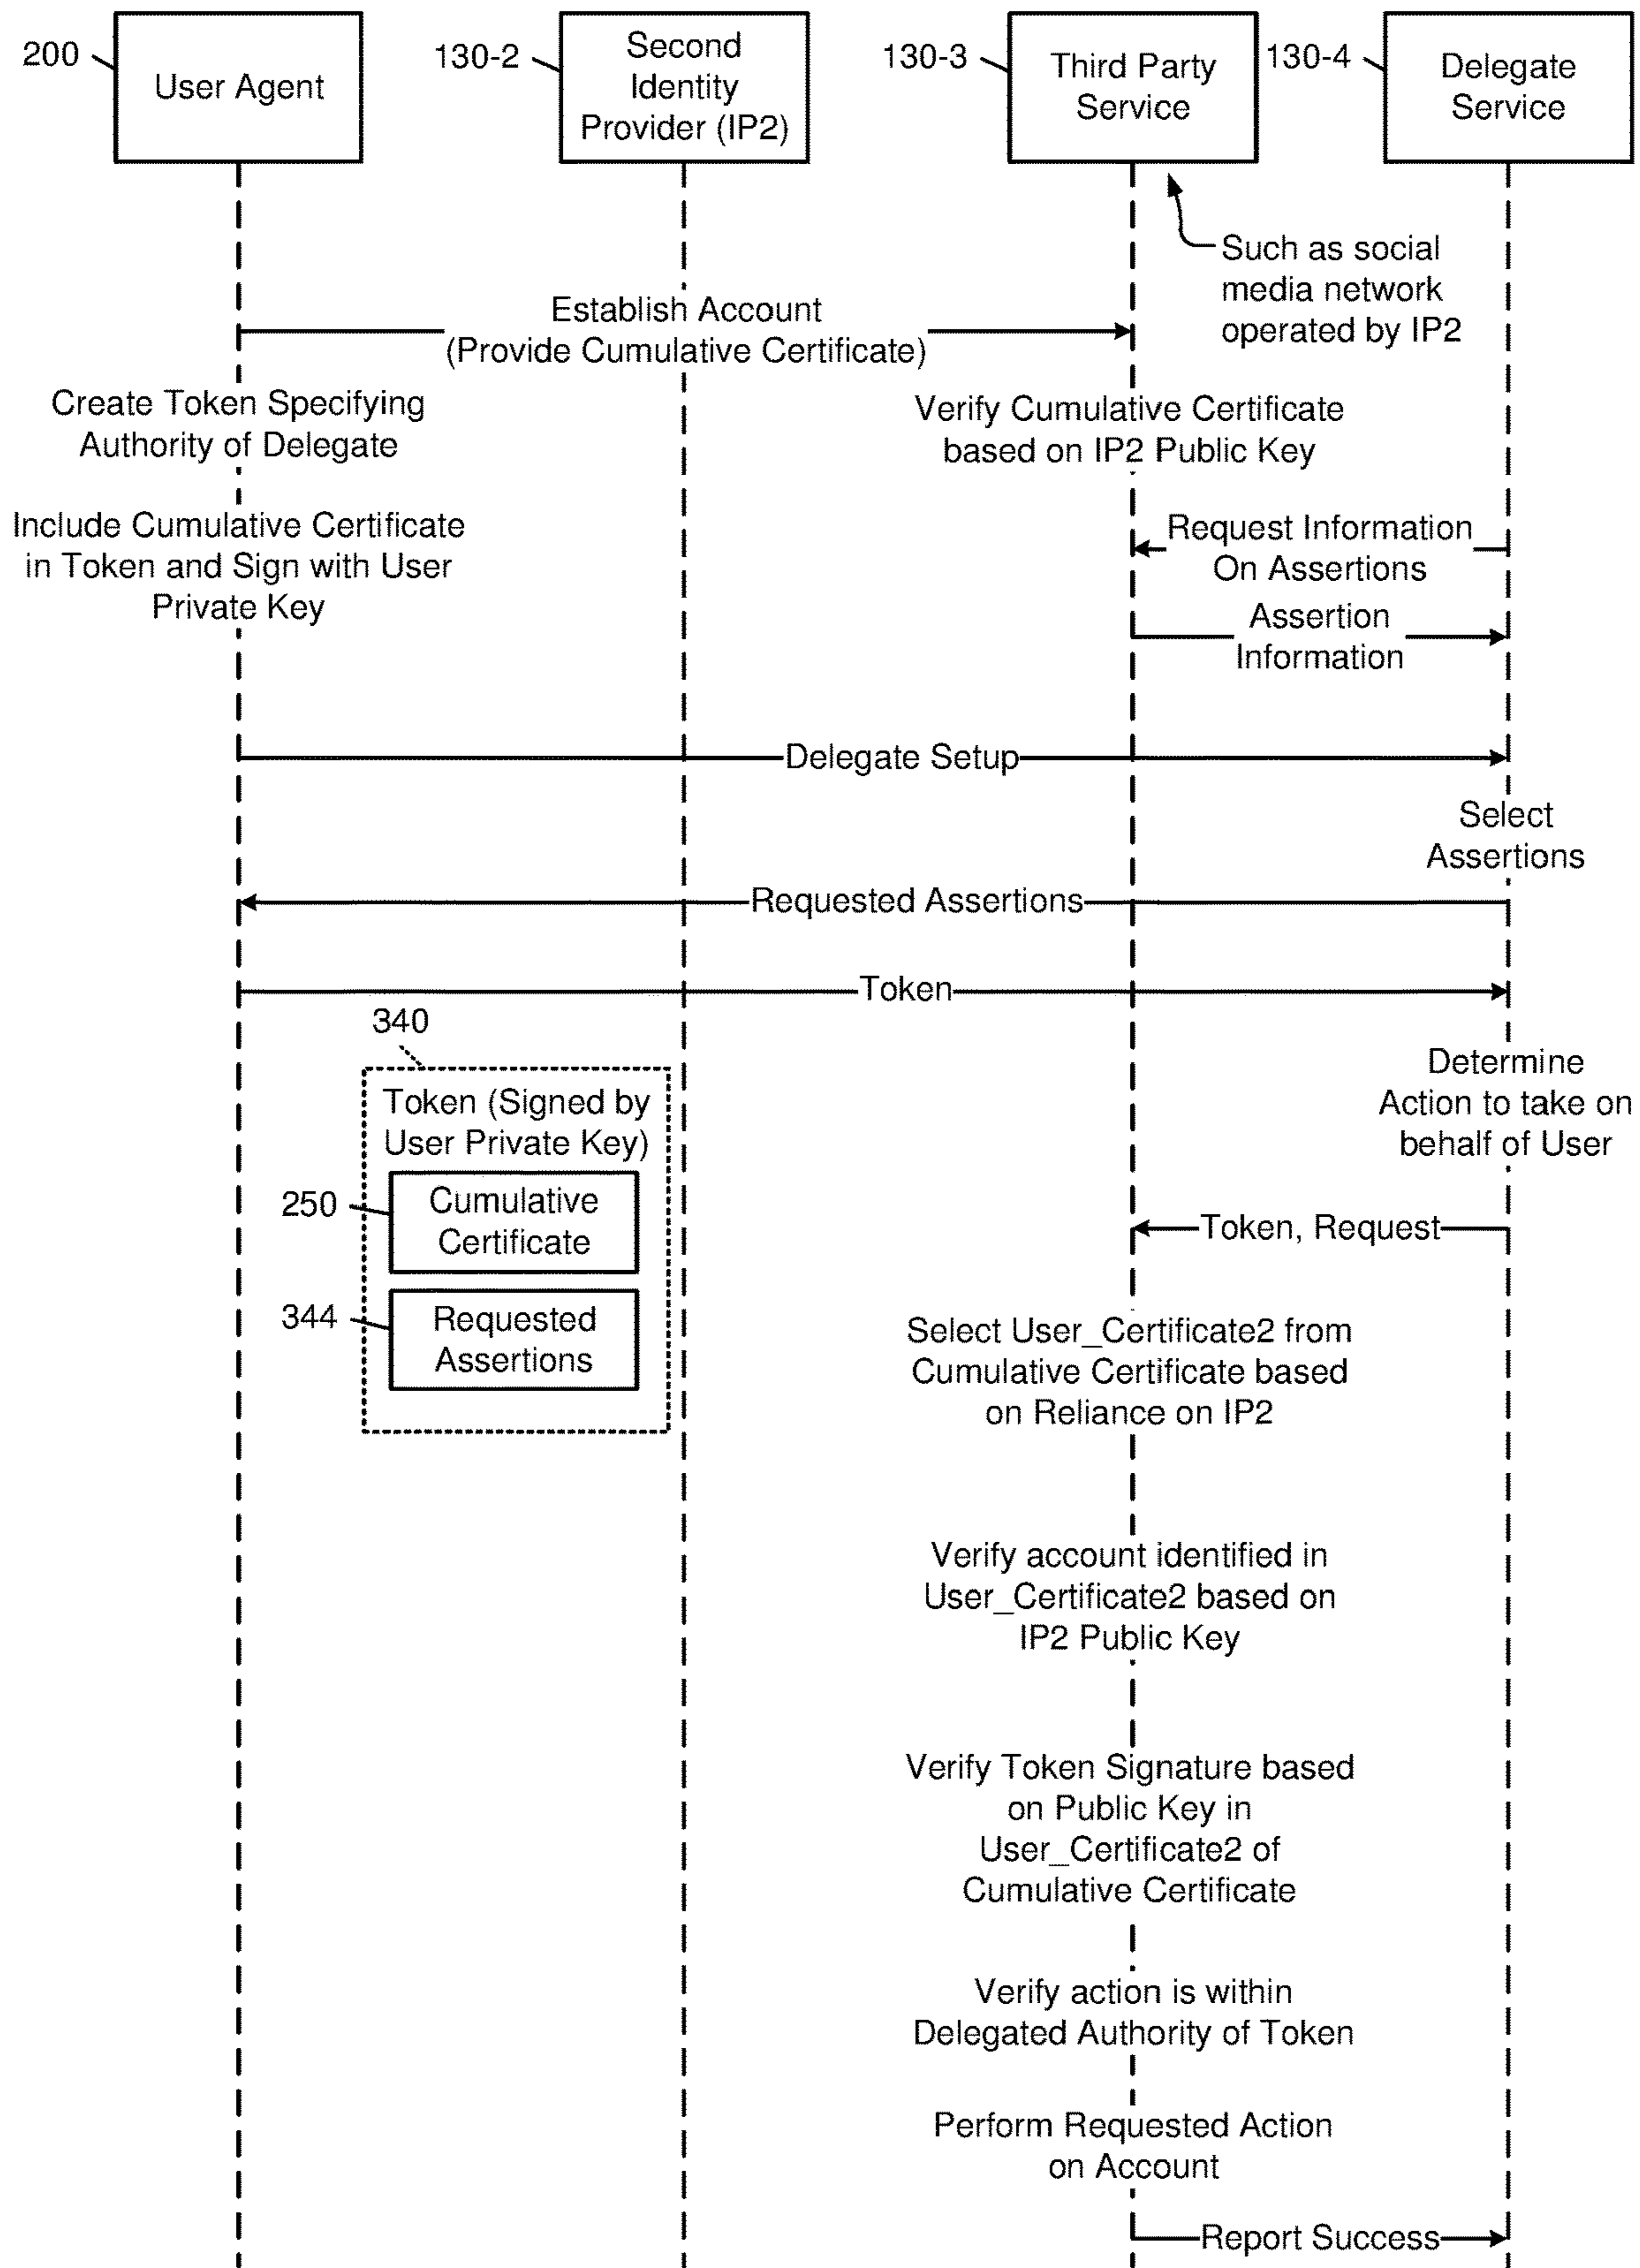 200
User Agent
130-2
Second
Identity
Provider (IP2)
130-3
Third Party
Service
130-4
Delegate
Service
Such as social
media network
operated by IP2
Establish Account
(Provide Cumulative Certificate)
Create Token Specifying
Authority of Delegate
Verify Cumulative Certificate
based on IP2 Public Key
Include Cumulative Certificate
in Token and Sign with User
Private Key
Request Information
On Assertions
Assertion
Information
Delegate Setup
Select
Assertions
Requested Assertions
Token
340
Token (Signed by
User Private Key)
250
Cumulative
Certificate
344
Requested
Assertions
Determine
Action to take on
behalf of User
Token, Request
Select User_Certificate2 from
Cumulative Certificate based
on Reliance on IP2
Verify account identified in
User_Certificate2 based on
IP2 Public Key
Verify Token Signature based
on Public Key in
User_Certificate2 of
Cumulative Certificate
Verify action is within
Delegated Authority of Token
Perform Requested Action
on Account
Report Success